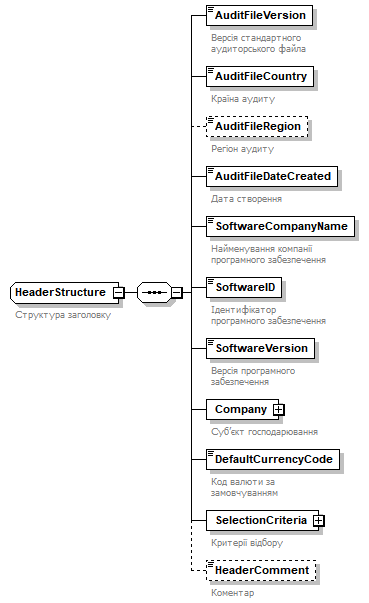 AuditFileVersion
Версія стандартного
аудиторського файла
AuditFileCountry
Країна аудиту
AuditFileRegion
Регіон аудиту
AuditFileDateCreated
Дата створення
SoftwareCompanyName
Найменування компанії
програмного забезпечення
HeaderStructure
Структура заголовку
SoftwareID
Ідентифікатор
програмного забезпечення
SoftwareVersion
Версія програмного
забезпечення
Company
Суб'єкт господарювання
DefaultCurrencyCode
Код валюти за
замовчуванням
SelectionCriteria
Критерії відбору
HeaderComment
Коментар